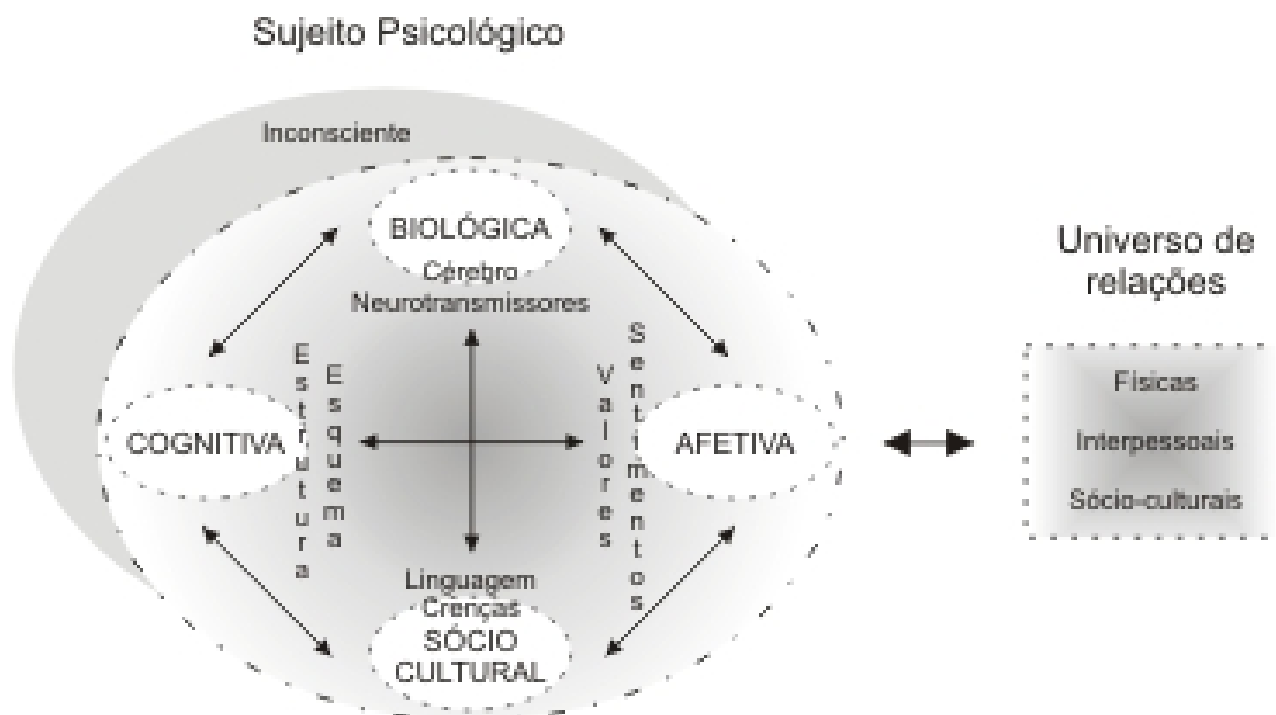 Sujeito Psicológico
Inconsciente
BIOLÓGICA
Cérebro
Neurotransmissores
Estrutura
Esquema
Valores
Sentimentos
COGNITIVA
AFETIVA
Linguagem
Crenças
SÓCIO
CULTURAL
Universo de
relações
Físicas
Interpessoais
Sócio-culturais